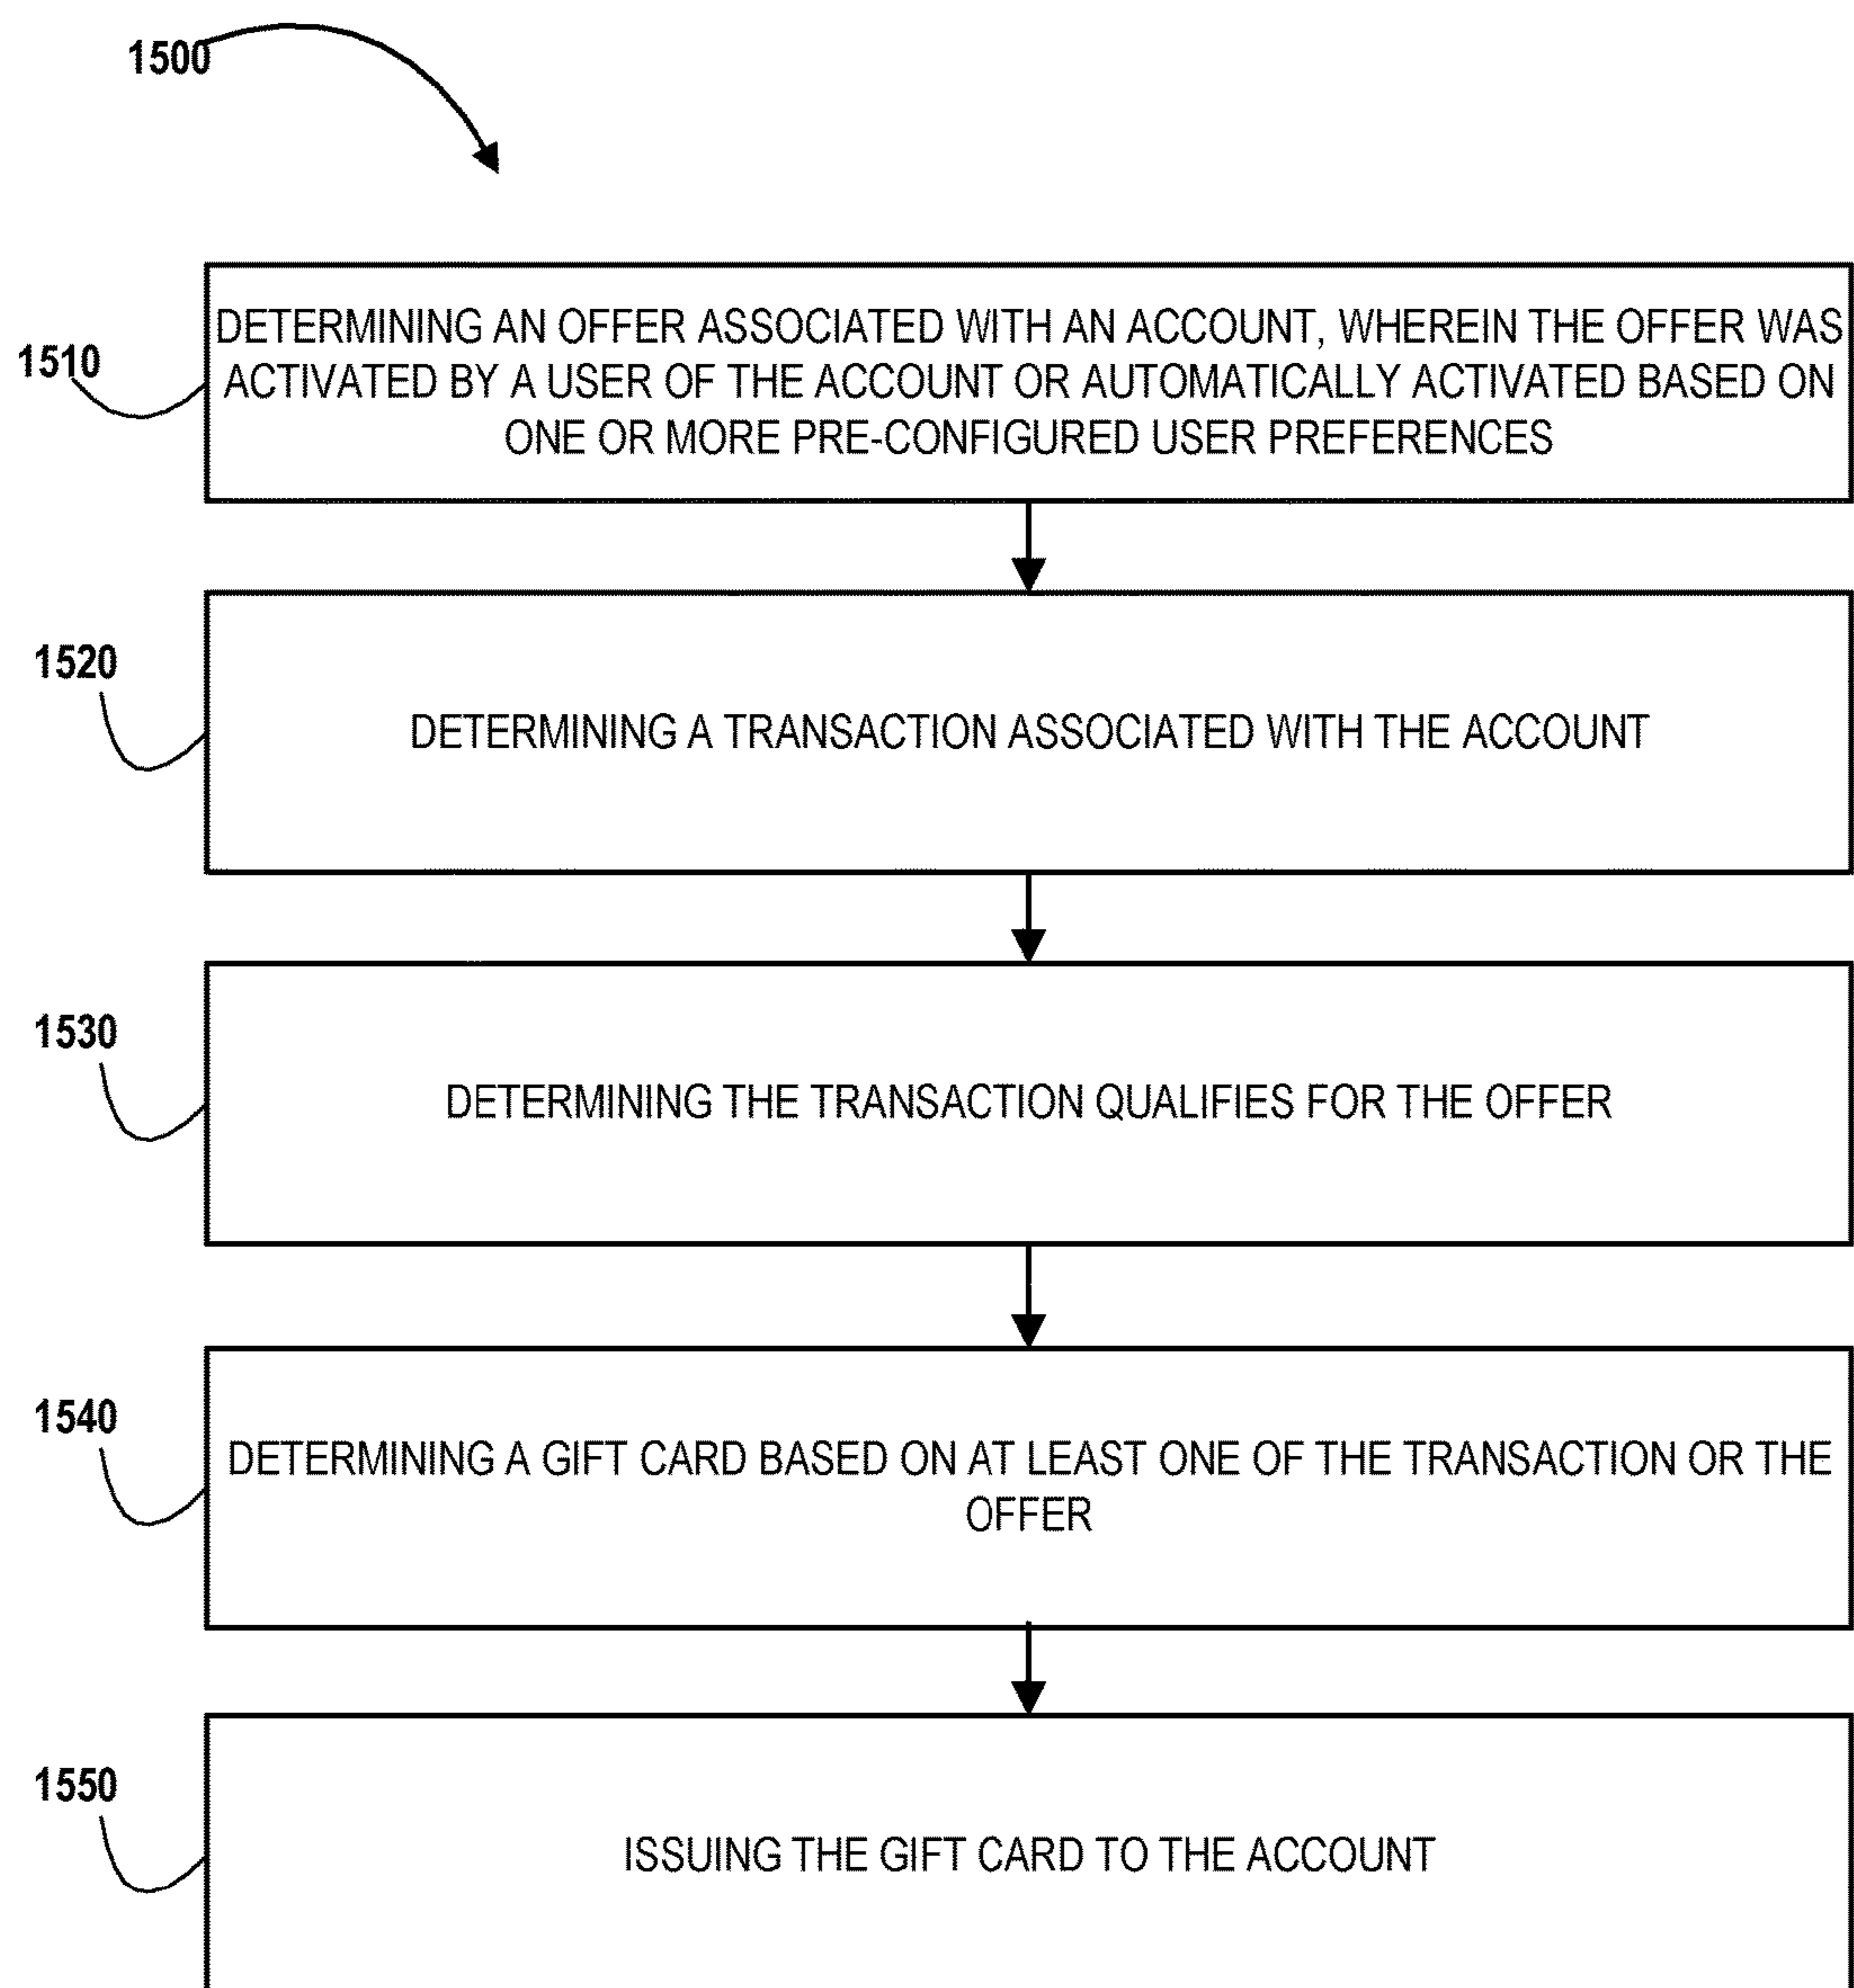 1500
1510
DETERMINING AN OFFER ASSOCIATED WITH AN ACCOUNT, WHEREIN THE OFFER WAS
ACTIVATED BY A USER OF THE ACCOUNT OR AUTOMATICALLY ACTIVATED BASED ON
ONE OR MORE PRE-CONFIGURED USER PREFERENCES
1520
DETERMINING A TRANSACTION ASSOCIATED WITH THE ACCOUNT
1530
DETERMINING THE TRANSACTION QUALIFIES FOR THE OFFER
1540
DETERMINING A GIFT CARD BASED ON AT LEAST ONE OF THE TRANSACTION OR THE
OFFER
1550
ISSUING THE GIFT CARD TO THE ACCOUNT